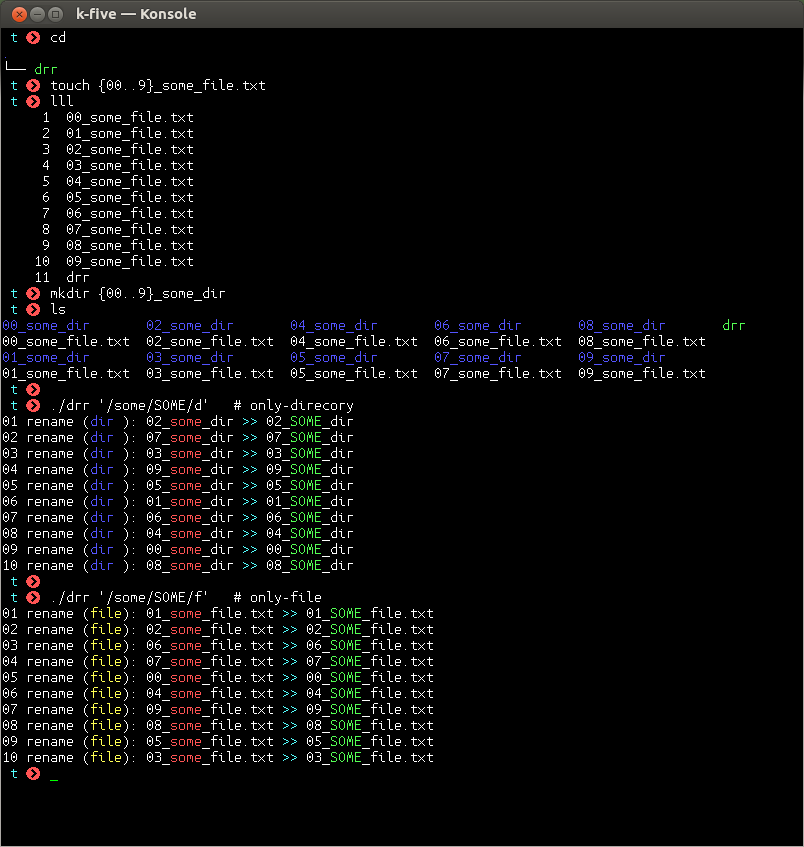 k-five — Konsole
t cd
.
└── drr
t touch {00..9}_some_file.txt
t lll
1 00_some_file.txt
2 01_some_file.txt
3 02_some_file.txt
4 03_some_file.txt
5 04_some_file.txt
6 05_some_file.txt
7 06_some_file.txt
8 07_some_file.txt
9 08_some_file.txt
10 09_some_file.txt
11 drr
t mkdir {00..9}_some_dir
t ls
00_some_dir 02_some_dir 04_some_dir 06_some_dir 08_some_dir drr
00_some_file.txt 02_some_file.txt 04_some_file.txt 06_some_file.txt 08_some_file.txt
01_some_dir 03_some_dir 05_some_dir 07_some_dir 09_some_dir
01_some_file.txt 03_some_file.txt 05_some_file.txt 07_some_file.txt 09_some_file.txt
t
t ./drr '/some/SOME/d' # only-direcory
01 rename (dir ): 02_some_dir >> 02_SOME_dir
02 rename (dir ): 07_some_dir >> 07_SOME_dir
03 rename (dir ): 03_some_dir >> 03_SOME_dir
04 rename (dir ): 09_some_dir >> 09_SOME_dir
05 rename (dir ): 05_some_dir >> 05_SOME_dir
06 rename (dir ): 01_some_dir >> 01_SOME_dir
07 rename (dir ): 06_some_dir >> 06_SOME_dir
08 rename (dir ): 04_some_dir >> 04_SOME_dir
09 rename (dir ): 00_some_dir >> 00_SOME_dir
10 rename (dir ): 08_some_dir >> 08_SOME_dir
t
t ./drr '/some/SOME/f' # only-file
01 rename (file): 01_some_file.txt >> 01_SOME_file.txt
02 rename (file): 02_some_file.txt >> 02_SOME_file.txt
03 rename (file): 06_some_file.txt >> 06_SOME_file.txt
04 rename (file): 07_some_file.txt >> 07_SOME_file.txt
05 rename (file): 00_some_file.txt >> 00_SOME_file.txt
06 rename (file): 04_some_file.txt >> 04_SOME_file.txt
07 rename (file): 09_some_file.txt >> 09_SOME_file.txt
08 rename (file): 08_some_file.txt >> 08_SOME_file.txt
09 rename (file): 05_some_file.txt >> 05_SOME_file.txt
10 rename (file): 03_some_file.txt >> 03_SOME_file.txt
t _